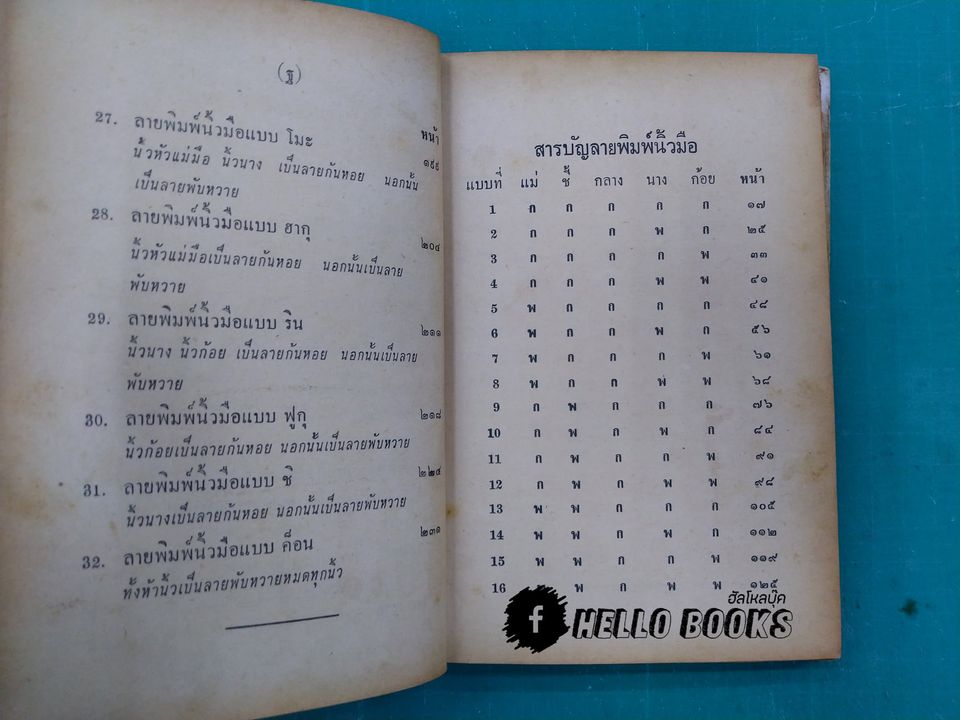 (ฐ)
หน้า
27. ลายพิมพ์นิ้วมือแบบ โมะ ๑๙๙
นิ้วหัวแม่มือ นิ้วนาง เป็นลายก้นหอย นอกนั้น
เป็นลายพับหวาย
28. ลายพิมพ์นิ้วมือแบบ ฮากุ ๒๐๔
นิ้วหัวแม่มือเป็นลายก้นหอย นอกนั้นเป็นลาย
พับหวาย
29. ลายพิมพ์นิ้วมือแบบ ริน ๒๑๑
นิ้วนาง นิ้วก้อย เป็นลายก้นหอย นอกนั้นเป็นลาย
พับหวาย
30. ลายพิมพ์นิ้วมือแบบ ฟูกุ ๒๑๘
นิ้วก้อยเป็นลายก้นหอย นอกนั้นเป็นลายพับหวาย
31. ลายพิมพ์นิ้วมือแบบ ชิ ๒๒๔
นิ้วนางเป็นลายก้นหอย นอกนั้นเป็นลายพับหวาย
32. ลายพิมพ์นิ้วมือแบบ ค็อน ๒๓๑
ทั้งห้านิ้วเป็นลายพับหวายหมดทุกนิ้ว
สารบัญลายพิมพ์นิ้วมือ
แบบที่ แม่ ชี้ กลาง นาง ก้อย หน้า
1 ก ก ก ก ก ๑๗
2 ก ก ก พ ก ๒๕
3 ก ก ก ก พ ๓๓
4 ก ก ก พ พ ๔๑
5 พ ก ก ก ก ๔๘
6 พ ก ก พ ก ๕๖
7 พ ก ก ก พ ๖๑
8 พ ก ก พ พ ๖๘
9 ก พ ก ก ก ๗๖
10 ก พ ก พ ก ๘๔
11 ก พ ก ก พ ๙๑
12 ก พ ก พ พ ๙๘
13 พ พ ก ก ก ๑๐๕
14 พ พ ก พ ก ๑๑๒
15 พ พ ก ก พ ๑๑๙
16 พ ก พ พ ๑๒๕
ฮัลโหลบุ๊ค
f HELLO BOOKS